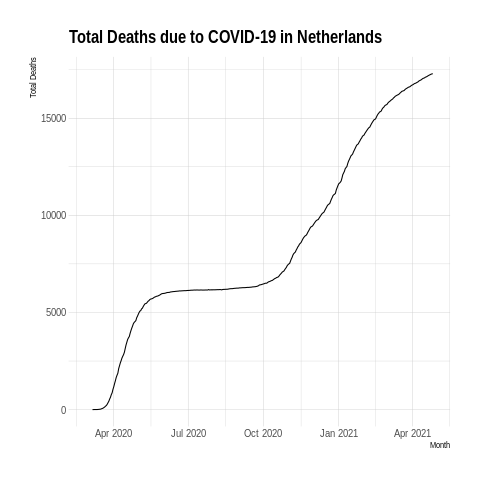 Total Deaths due to COVID-19 in Netherlands
Total Deaths
15000
10000
5000
0
Apr 2020 Jul 2020 Oct 2020 Jan 2021 Apr 2021
Month